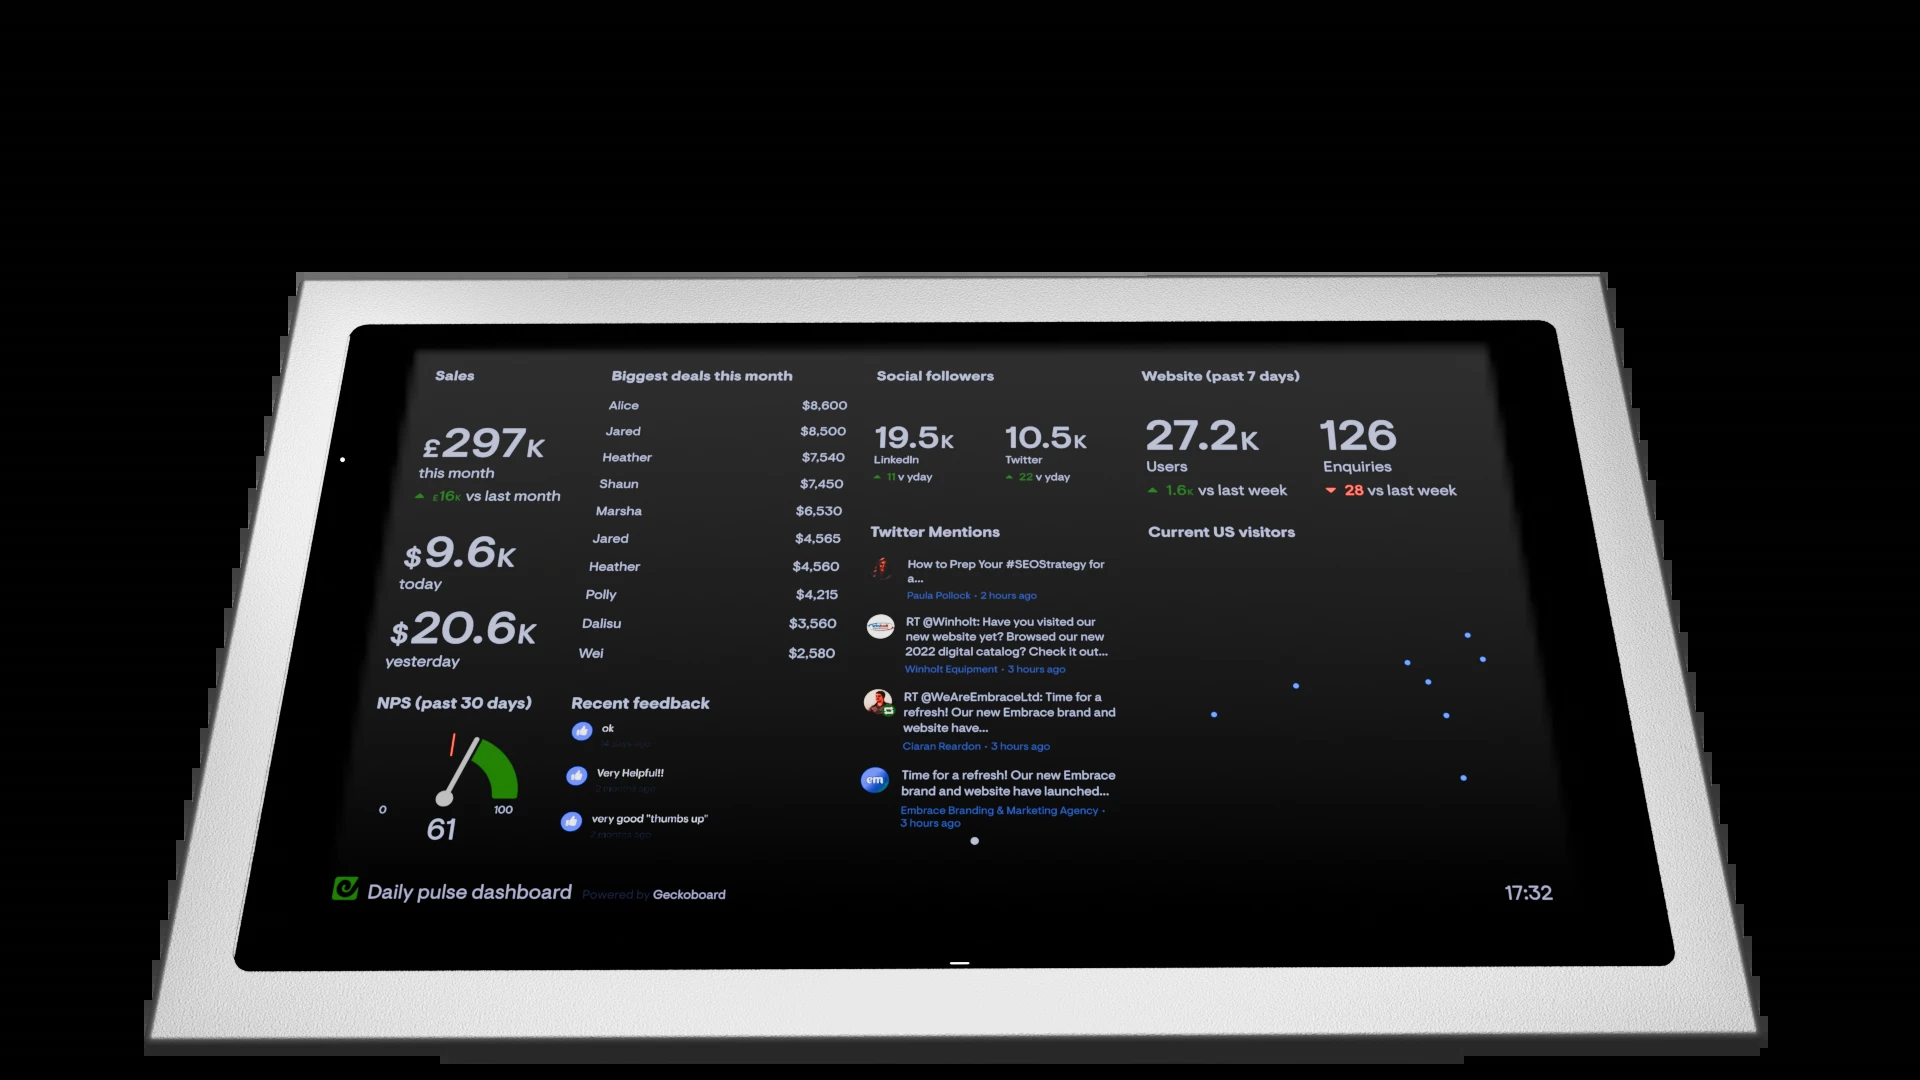 Sales
£297K
this month
£16K vs last month
$9.6K
today
$20.6K
yesterday
Biggest deals this month
Alice $8,600
Jared $8,500
Heather $7,540
Shaun $7,450
Marsha $6,530
Jared $4,565
Heather $4,560
Polly $4,215
Dalisu $3,560
Wei $2,580
Social followers
19.5K
LinkedIn
11 v yday
10.5K
Twitter
22 v yday
Website (past 7 days)
27.2K
Users
1.6K vs last week
126
Enquiries
28 vs last week
NPS (past 30 days)
0
100
61
Recent feedback
ok
Very Helpful!!
2 months ago
very good "thumbs up"
2 months ago
Twitter Mentions
How to Prep Your #SEOStrategy for
a...
Paula Pollock · 2 hours ago
RT @Winholt: Have you visited our
new website yet? Browsed our new
2022 digital catalog? Check it out...
Winholt Equipment · 3 hours ago
RT @WeAreEmbraceLtd: Time for a
refresh! Our new Embrace brand and
website have...
Ciaran Reardon · 3 hours ago
em
Time for a refresh! Our new Embrace
brand and website have launched...
Embrace Branding & Marketing Agency ·
3 hours ago
Current US visitors
Daily pulse dashboard Powered by Geckoboard
17:32